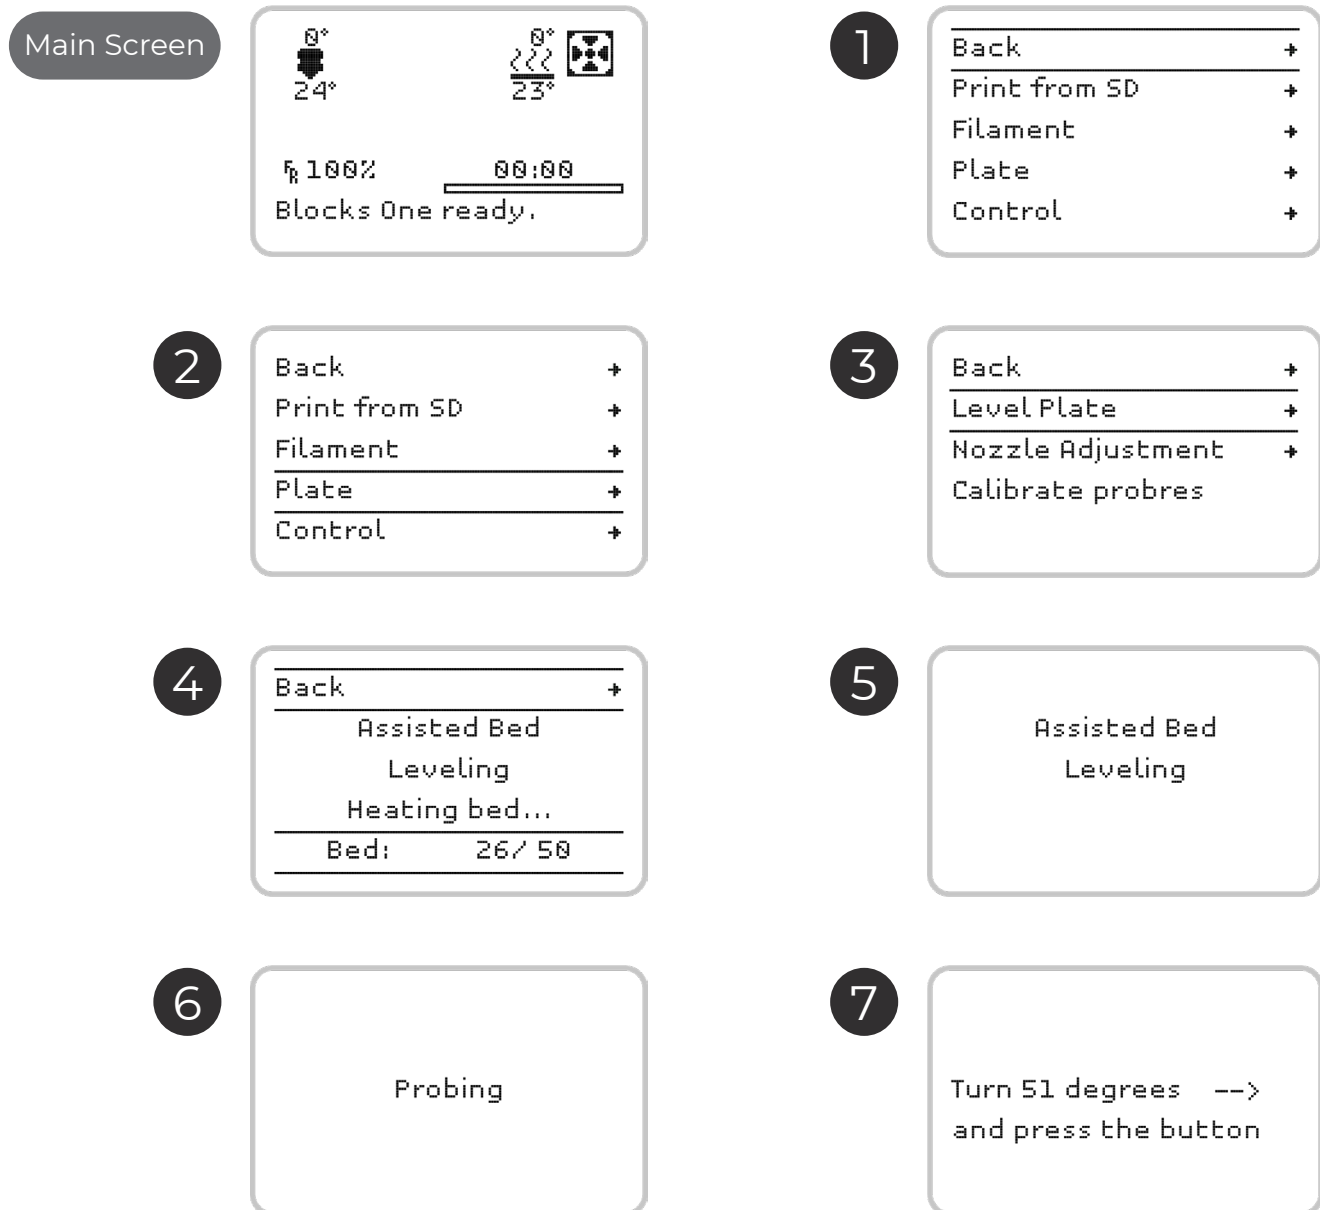 Main Screen
0° 0°
24° 23°
FR 100% 00:00
Blocks One ready.
1
Back
Print from SD
Filament
Plate
Control
2
Back
Print from SD
Filament
Plate
Control
3
Back
Level Plate
Nozzle Adjustment
Calibrate probres
4
Back
Assisted Bed
Leveling
Heating bed...
Bed: 26/ 50
5
Assisted Bed
Leveling
6
Probing
7
Turn 51 degrees -->
and press the button